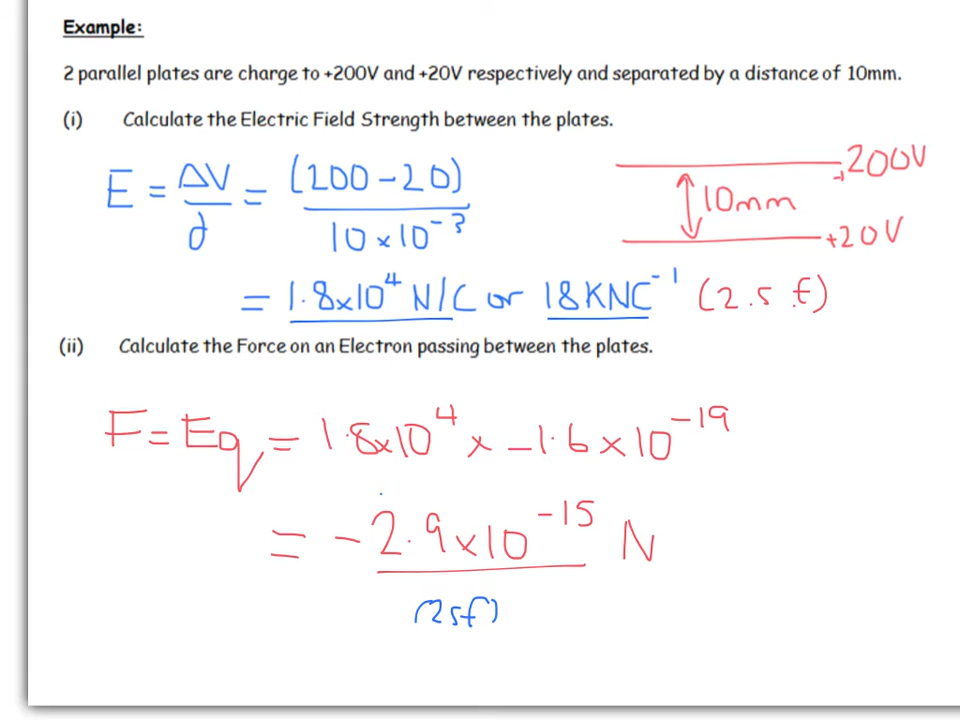 Example:
2 parallel plates are charge to +200V and +20V respectively and separated by a distance of 10mm.
(i) Calculate the Electric Field Strength between the plates.
E = ΔV/d = (200-20)/10×10⁻³
+200V
10mm
+20V
= 1.8×10⁴ N/C or 18KNC⁻¹ (2.s.f)
(ii) Calculate the Force on an Electron passing between the plates.
F = Eq = 1.8×10⁴ × -1.6×10⁻¹⁹
= -2.9×10⁻¹⁵ N
(2sf)